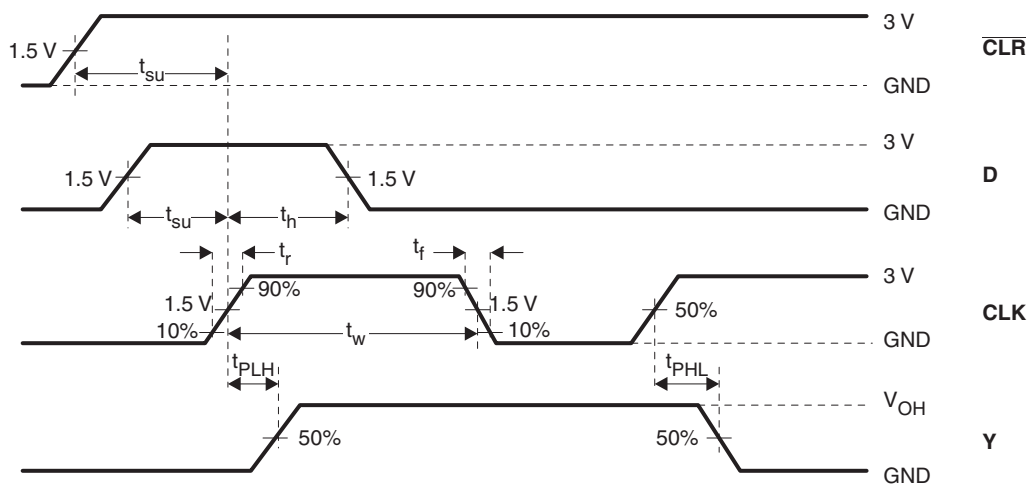 3 V
1.5 V
CLR
t_su
GND
3 V
1.5 V
1.5 V
D
t_su
t_h
GND
t_r
t_f
3 V
90%
90%
1.5 V
1.5 V
50%
CLK
10%
t_w
10%
GND
t_PLH
t_PHL
V_OH
50%
50%
Y
GND